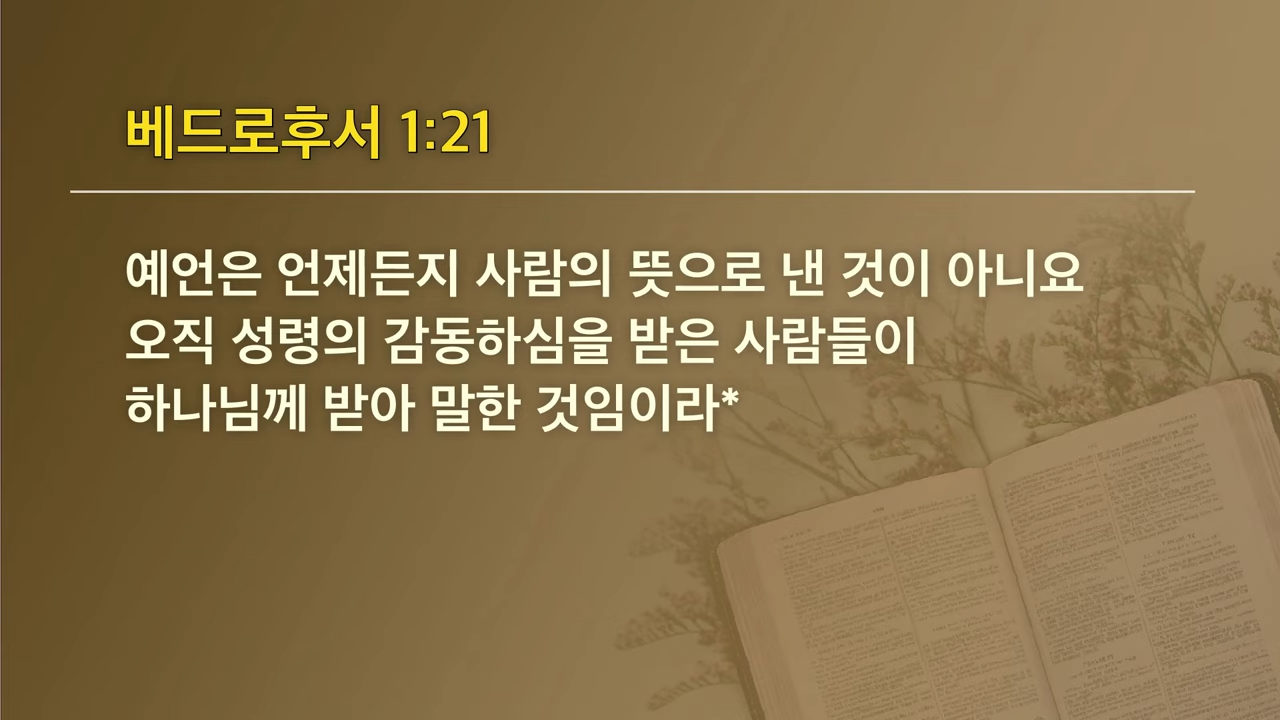 베드로후서 1:21
예언은 언제든지 사람의 뜻으로 낸 것이 아니요
오직 성령의 감동하심을 받은 사람들이
하나님께 받아 말한 것임이라*